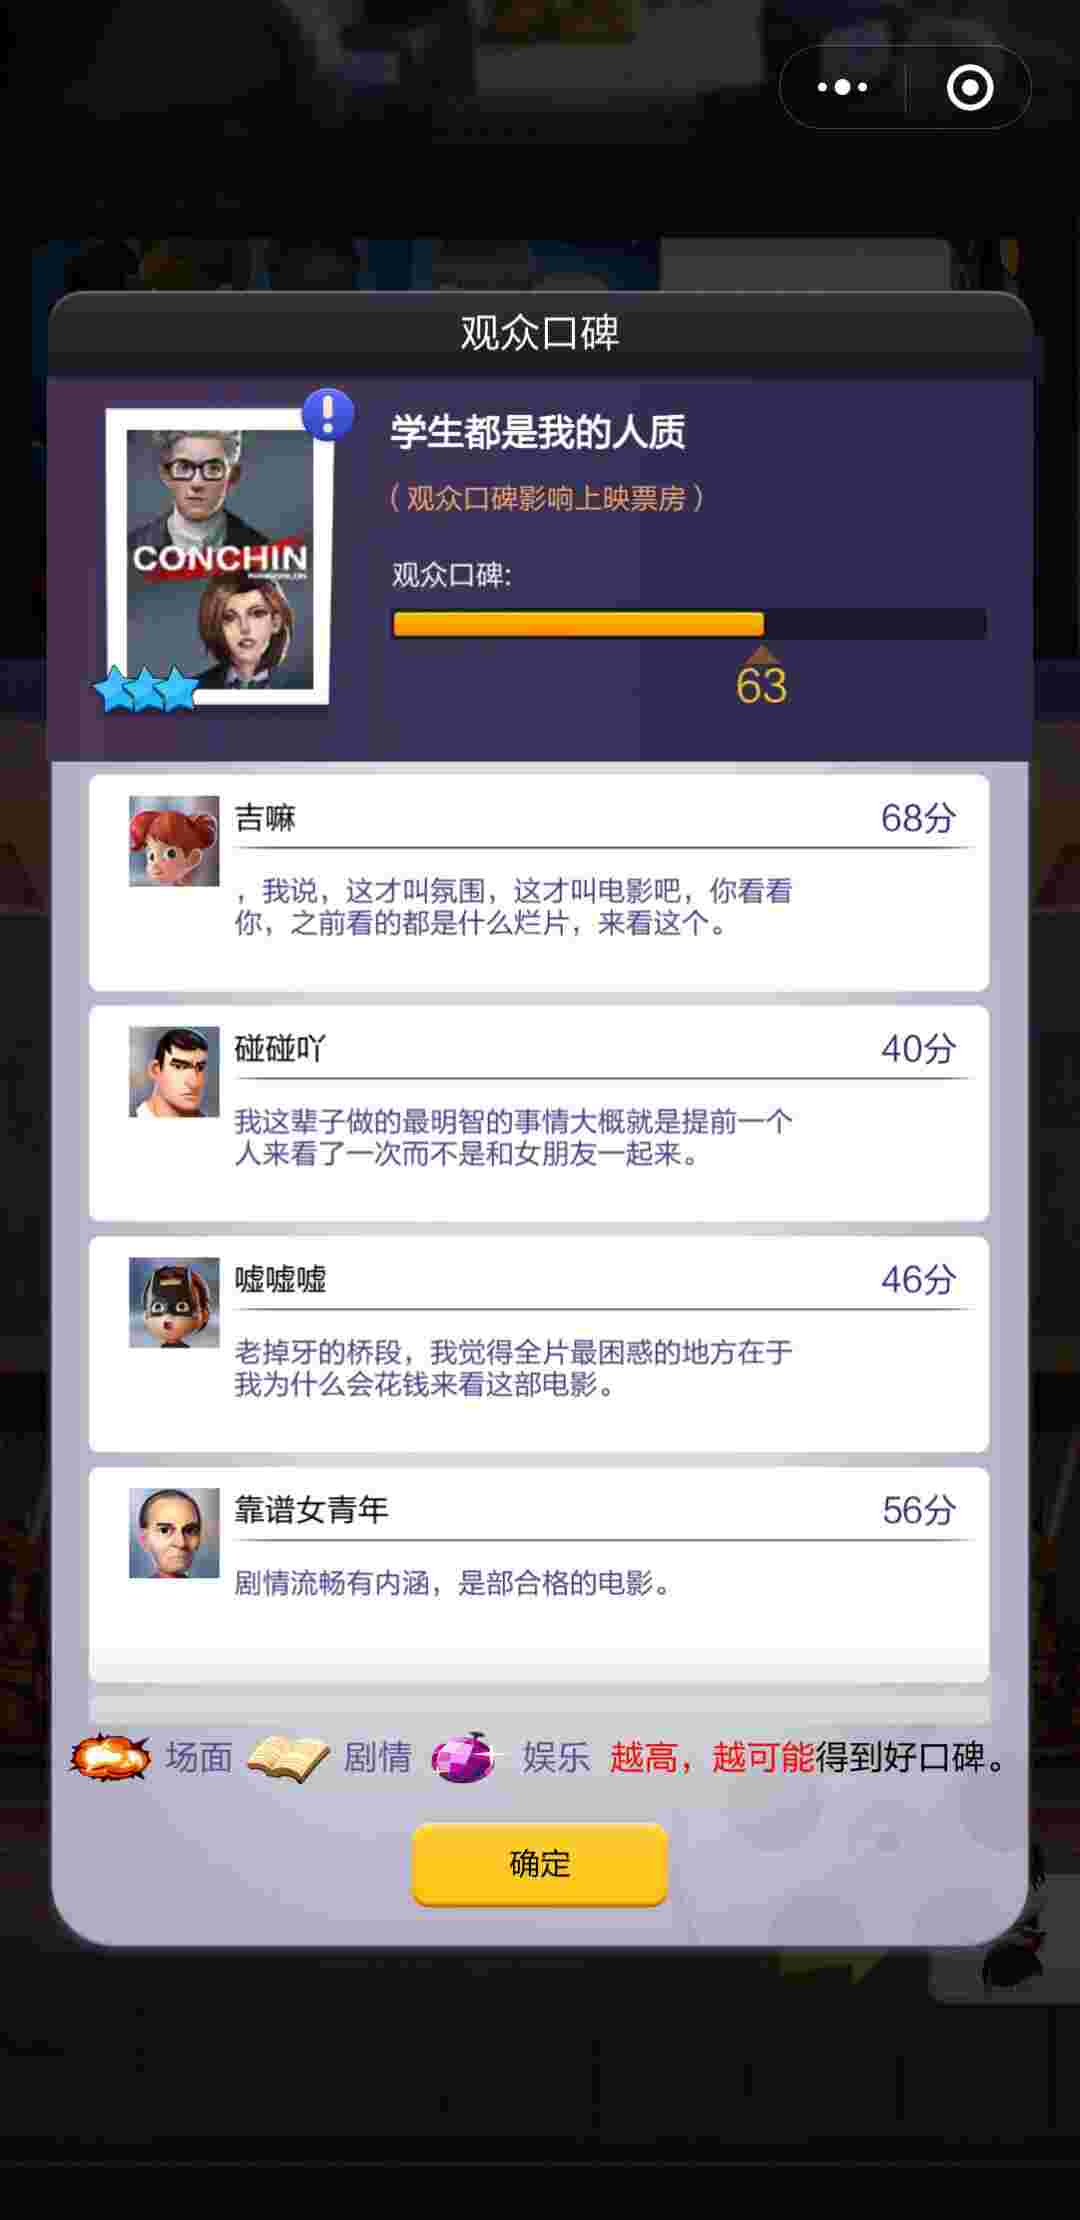 观众口碑
学生都是我的人质
（观众口碑影响上映票房）
CONCHIN
观众口碑:
63
吉嘛
68分
，我说，这才叫氛围，这才叫电影吧，你看看
你，之前看的都是什么烂片，来看这个。
碰碰吖
40分
我这辈子做的最明智的事情大概就是提前一个
人来看了一次而不是和女朋友一起来。
嘘嘘嘘
46分
老掉牙的桥段，我觉得全片最困惑的地方在于
我为什么会花钱来看这部电影。
靠谱女青年
56分
剧情流畅有内涵，是部合格的电影。
场面 剧情 娱乐 越高，越可能得到好口碑。
确定